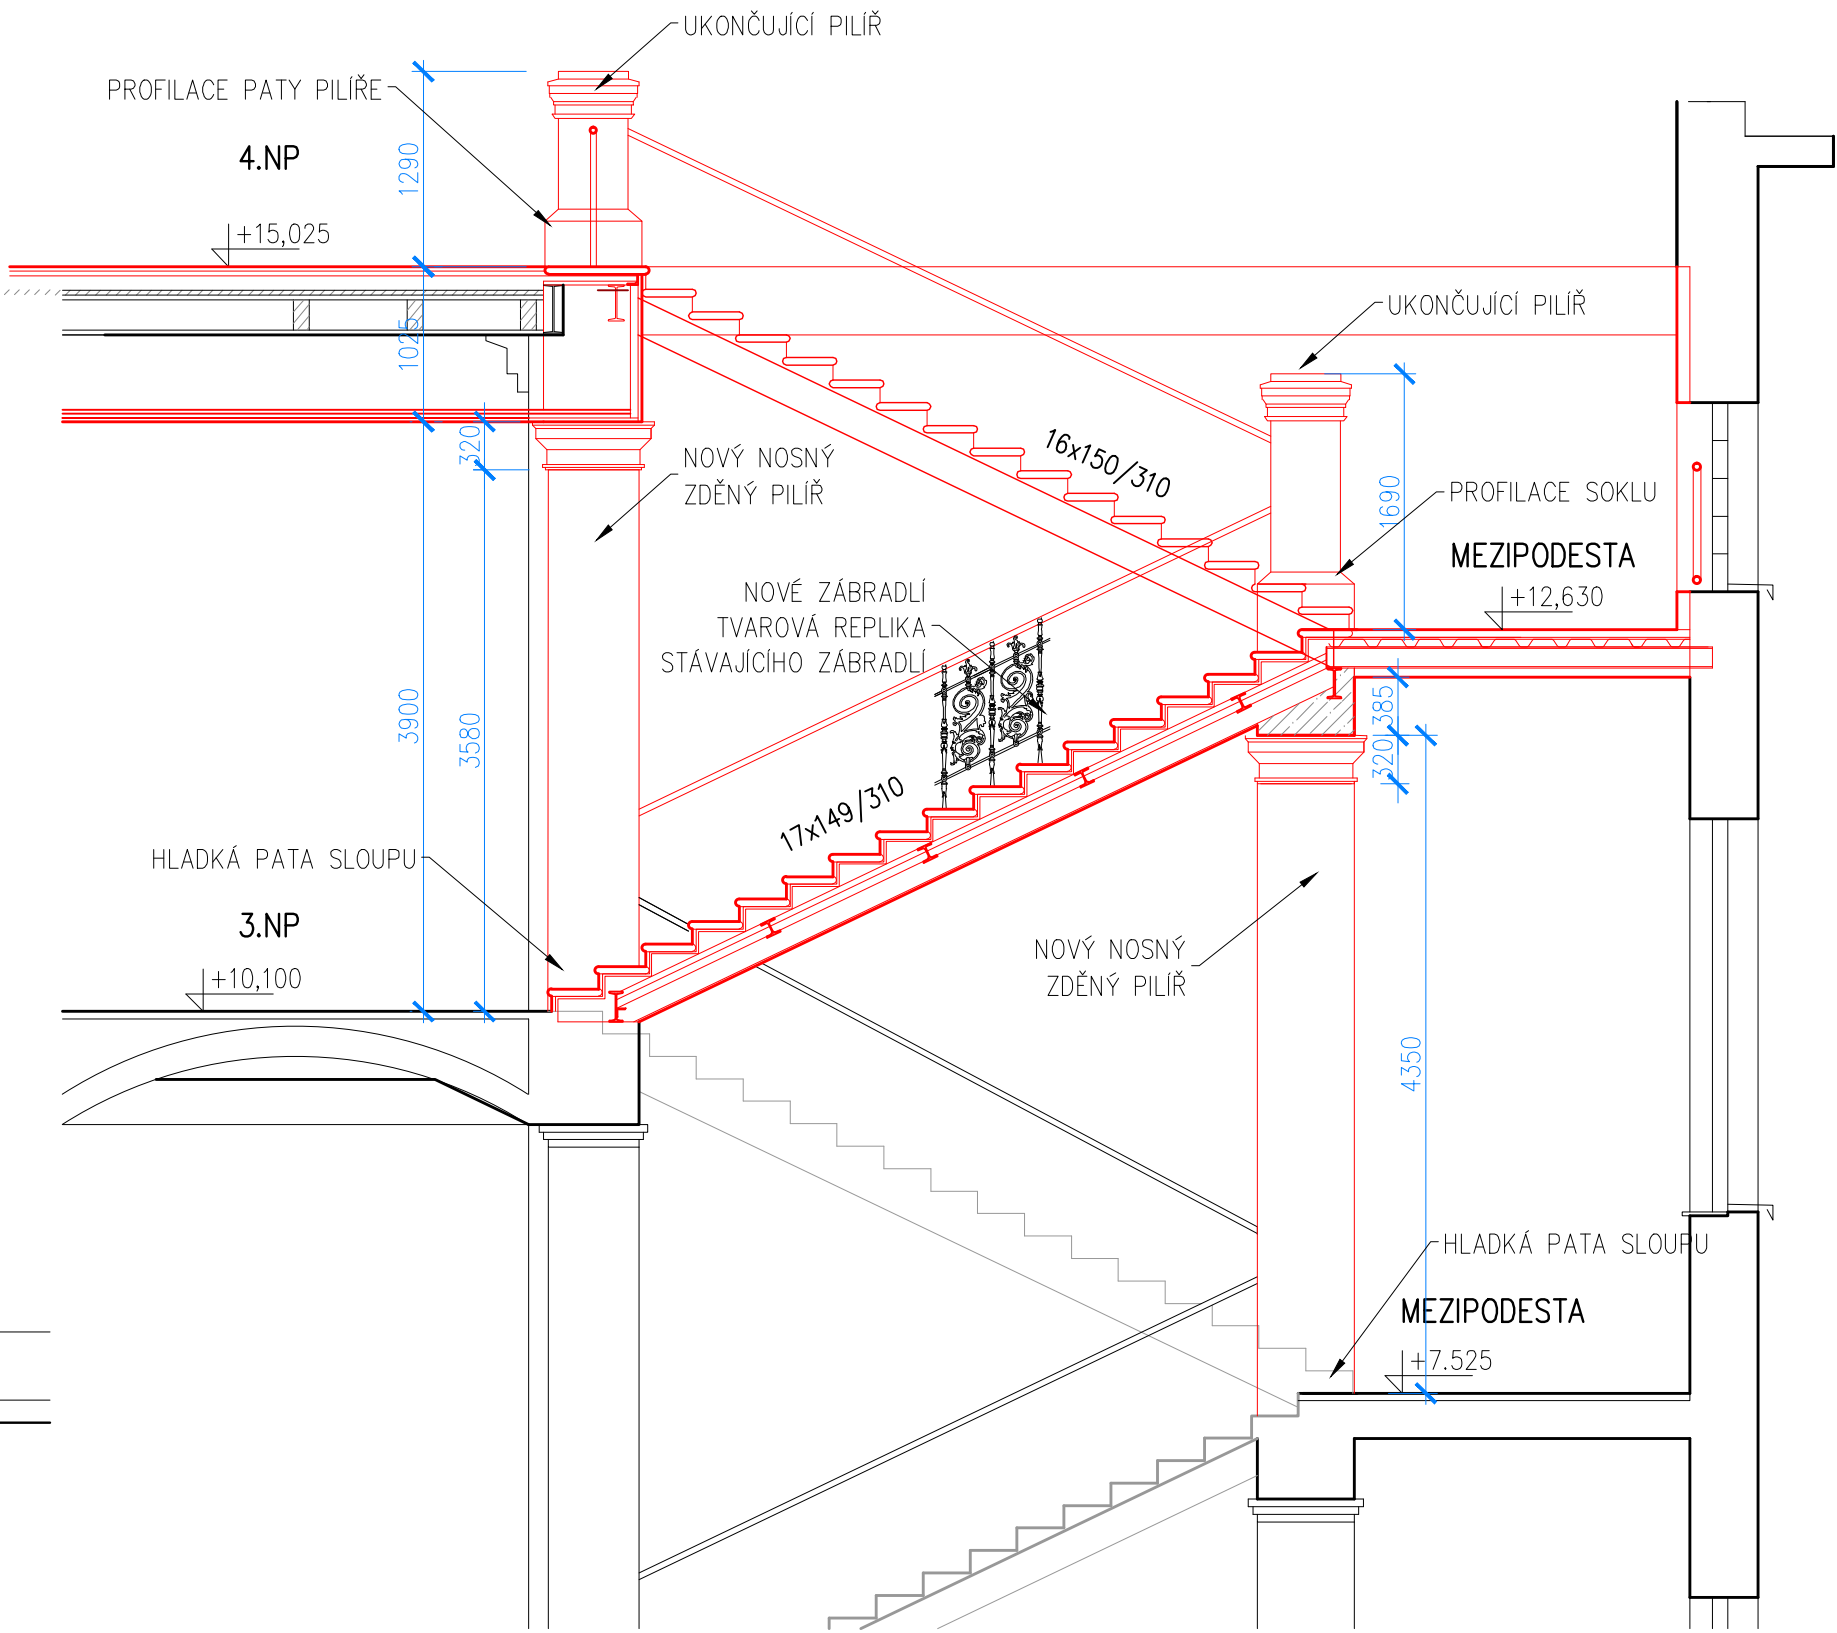 UKONČUJÍCÍ PILÍŘ
PROFILACE PATY PILÍŘE
4.NP
1290
+15,025
1025
UKONČUJÍCÍ PILÍŘ
320
NOVÝ NOSNÝ
ZDĚNÝ PILÍŘ
16x150/310
1690
PROFILACE SOKLU
MEZIPODESTA
+12,630
NOVÉ ZÁBRADLÍ
TVAROVÁ REPLIKA
STÁVAJÍCÍHO ZÁBRADLÍ
3900
3580
385
320
17x149/310
HLADKÁ PATA SLOUPU
3.NP
+10,100
NOVÝ NOSNÝ
ZDĚNÝ PILÍŘ
4350
HLADKÁ PATA SLOUPU
MEZIPODESTA
+7.525